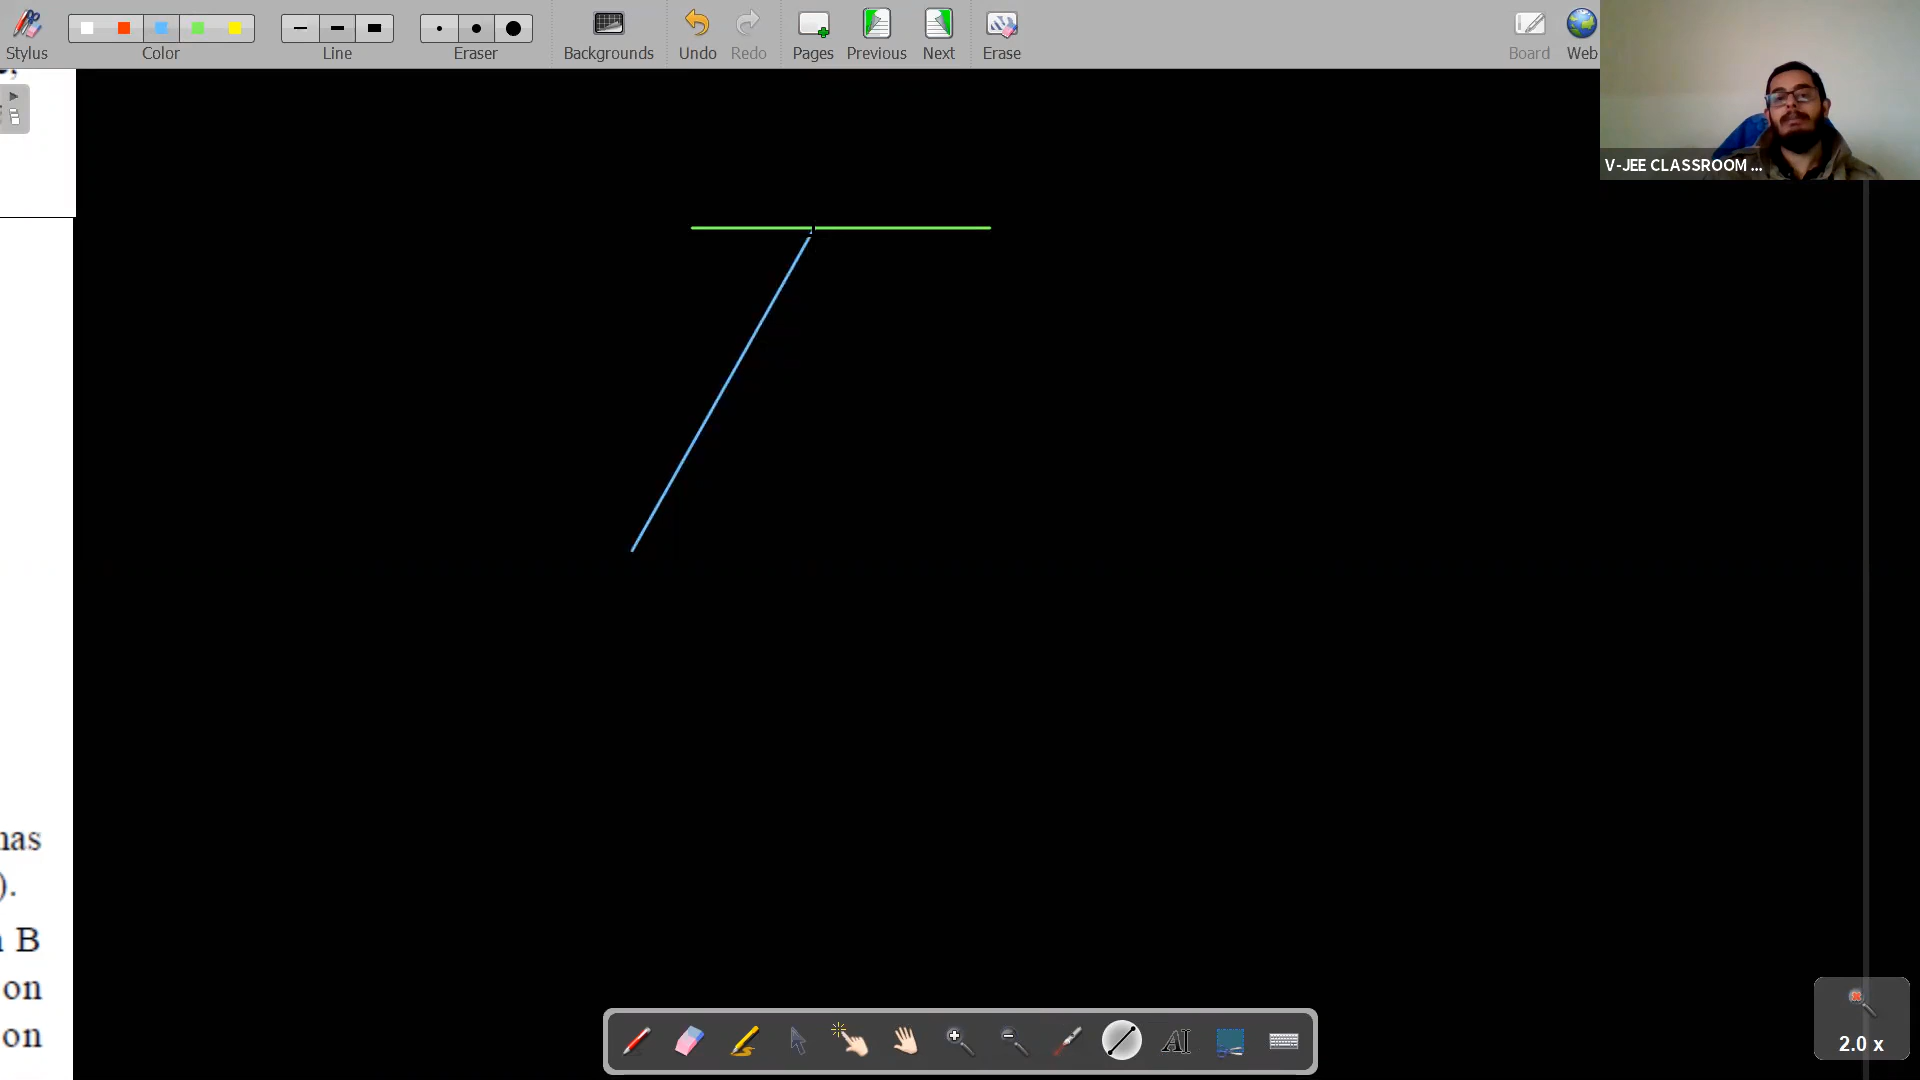 Stylus
Color
Line
Eraser
Backgrounds
Undo
Redo
Pages
Previous
Next
Erase
Board
Web
V-JEE CLASSROOM ...
).
B
on
on
AI
2.0 x